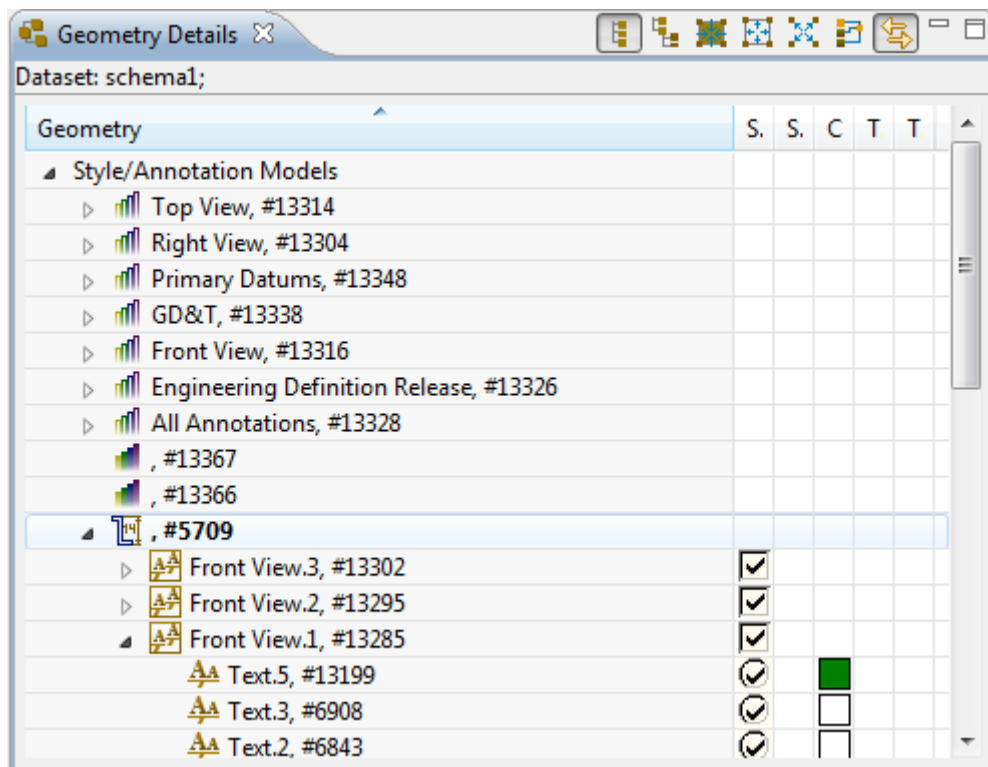 Geometry Details
Dataset: schema1;
Geometry S. S. C T T
Style/Annotation Models
Top View, #13314
Right View, #13304
Primary Datums, #13348
GD&T, #13338
Front View, #13316
Engineering Definition Release, #13326
All Annotations, #13328
, #13367
, #13366
, #5709
Front View.3, #13302
Front View.2, #13295
Front View.1, #13285
Text.5, #13199
Text.3, #6908
Text.2, #6843